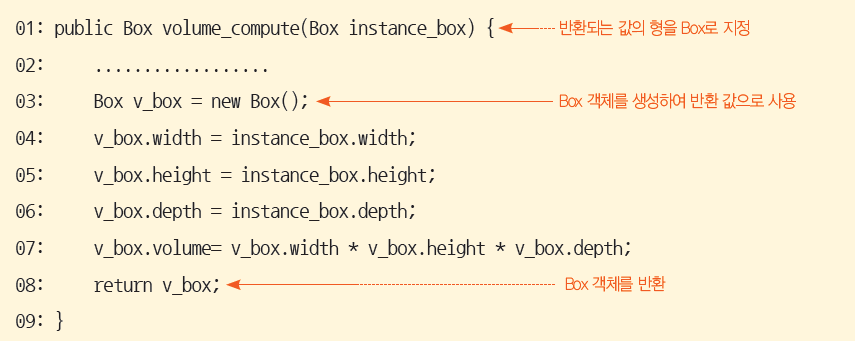 01: public Box volume_compute(Box instance_box) { 반환되는 값의 형을 Box로 지정
02: ..................
03: Box v_box = new Box(); Box 객체를 생성하여 반환 값으로 사용
04: v_box.width = instance_box.width;
05: v_box.height = instance_box.height;
06: v_box.depth = instance_box.depth;
07: v_box.volume= v_box.width * v_box.height * v_box.depth;
08: return v_box; Box 객체를 반환
09: }